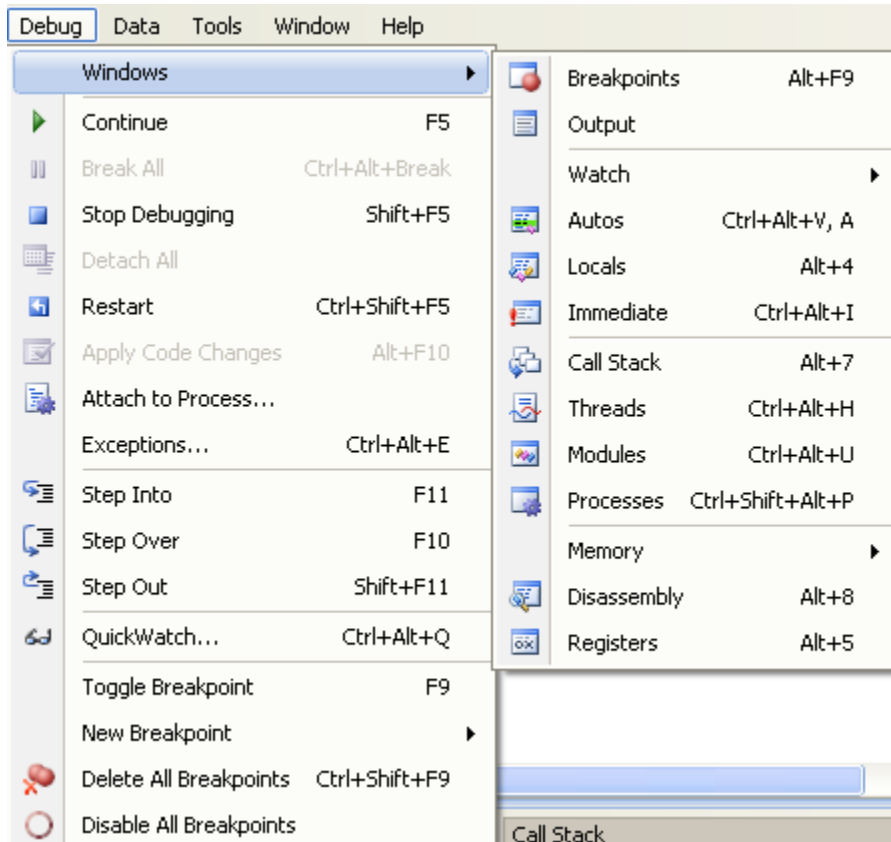 Debug Data Tools Window Help
Windows
Continue F5
Break All Ctrl+Alt+Break
Stop Debugging Shift+F5
Detach All
Restart Ctrl+Shift+F5
Apply Code Changes Alt+F10
Attach to Process...
Exceptions... Ctrl+Alt+E
Step Into F11
Step Over F10
Step Out Shift+F11
QuickWatch... Ctrl+Alt+Q
Toggle Breakpoint F9
New Breakpoint
Delete All Breakpoints Ctrl+Shift+F9
Disable All Breakpoints
Breakpoints Alt+F9
Output
Watch
Autos Ctrl+Alt+V, A
Locals Alt+4
Immediate Ctrl+Alt+I
Call Stack Alt+7
Threads Ctrl+Alt+H
Modules Ctrl+Alt+U
Processes Ctrl+Shift+Alt+P
Memory
Disassembly Alt+8
Registers Alt+5
Call Stack